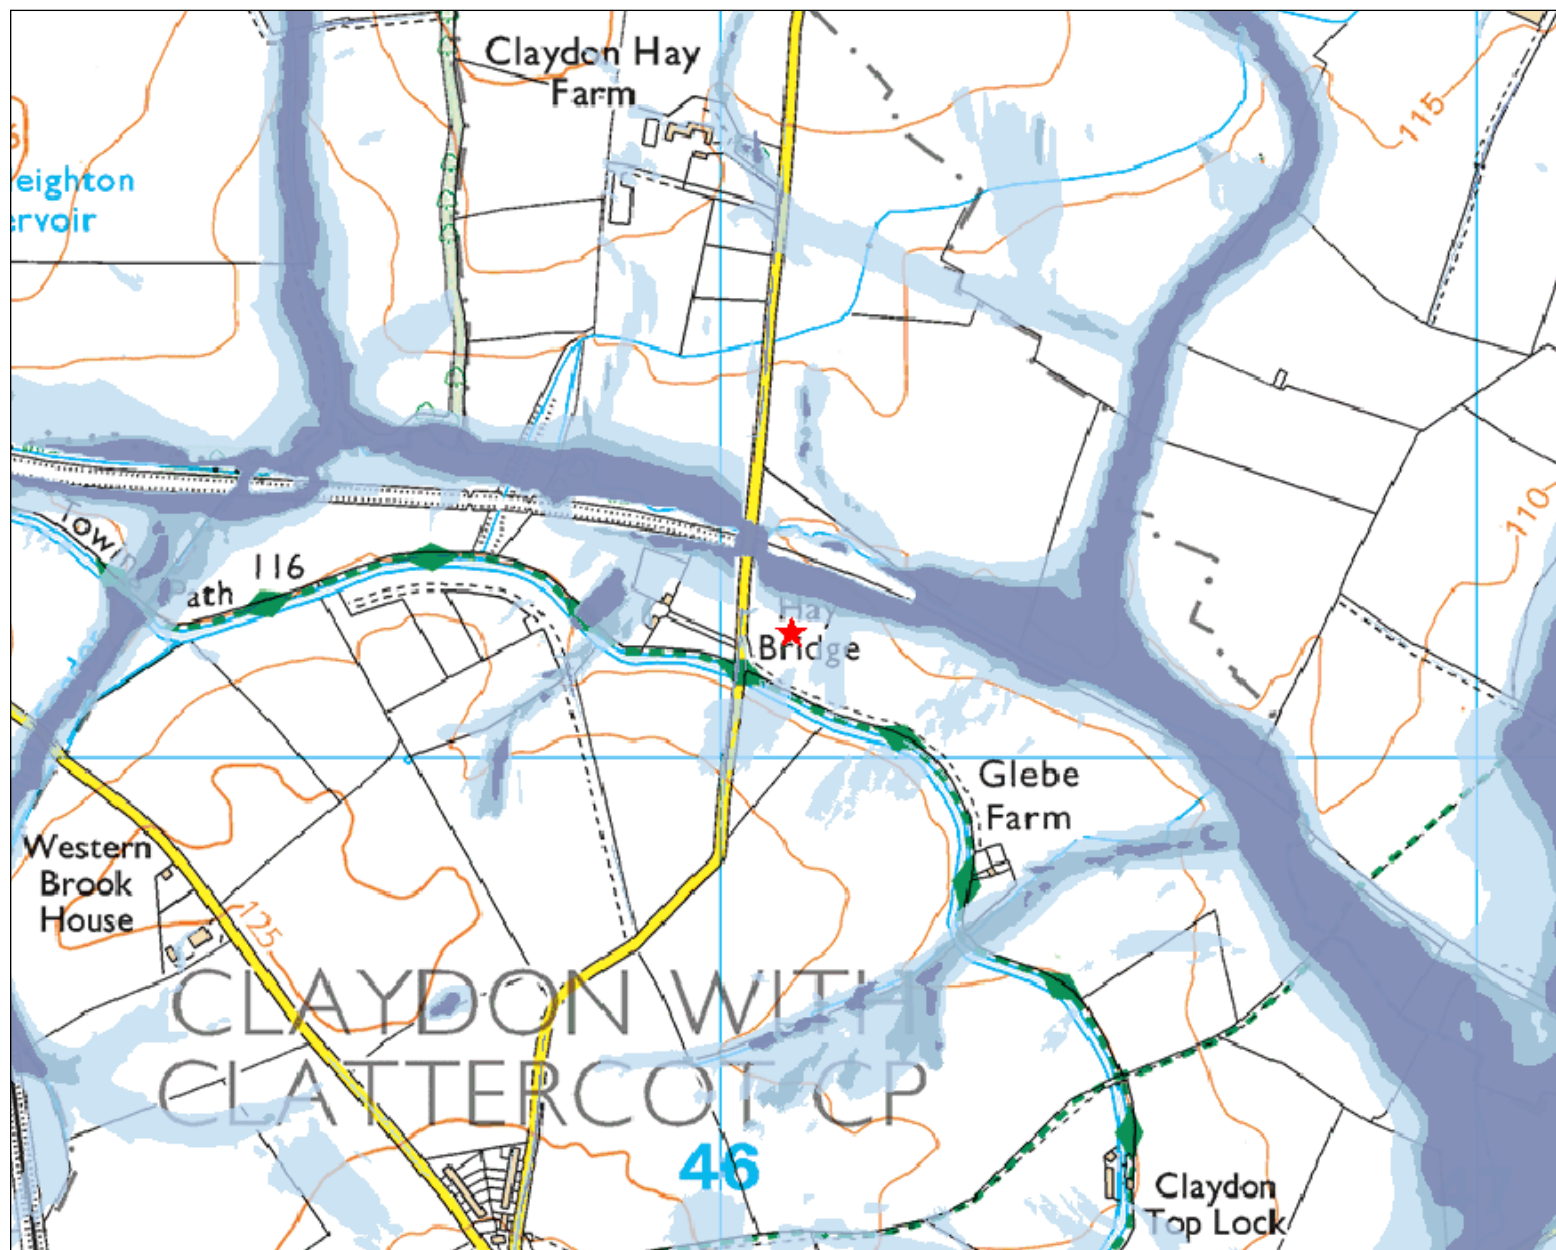 Claydon Hay
Farm
115
eighton
ervoir
110
Towin
Path
116
Hay
Bridge
Glebe
Farm
Western
Brook
House
125
CLAYDON WITH
CLATTERCOT CP
46
Claydon
Top Lock